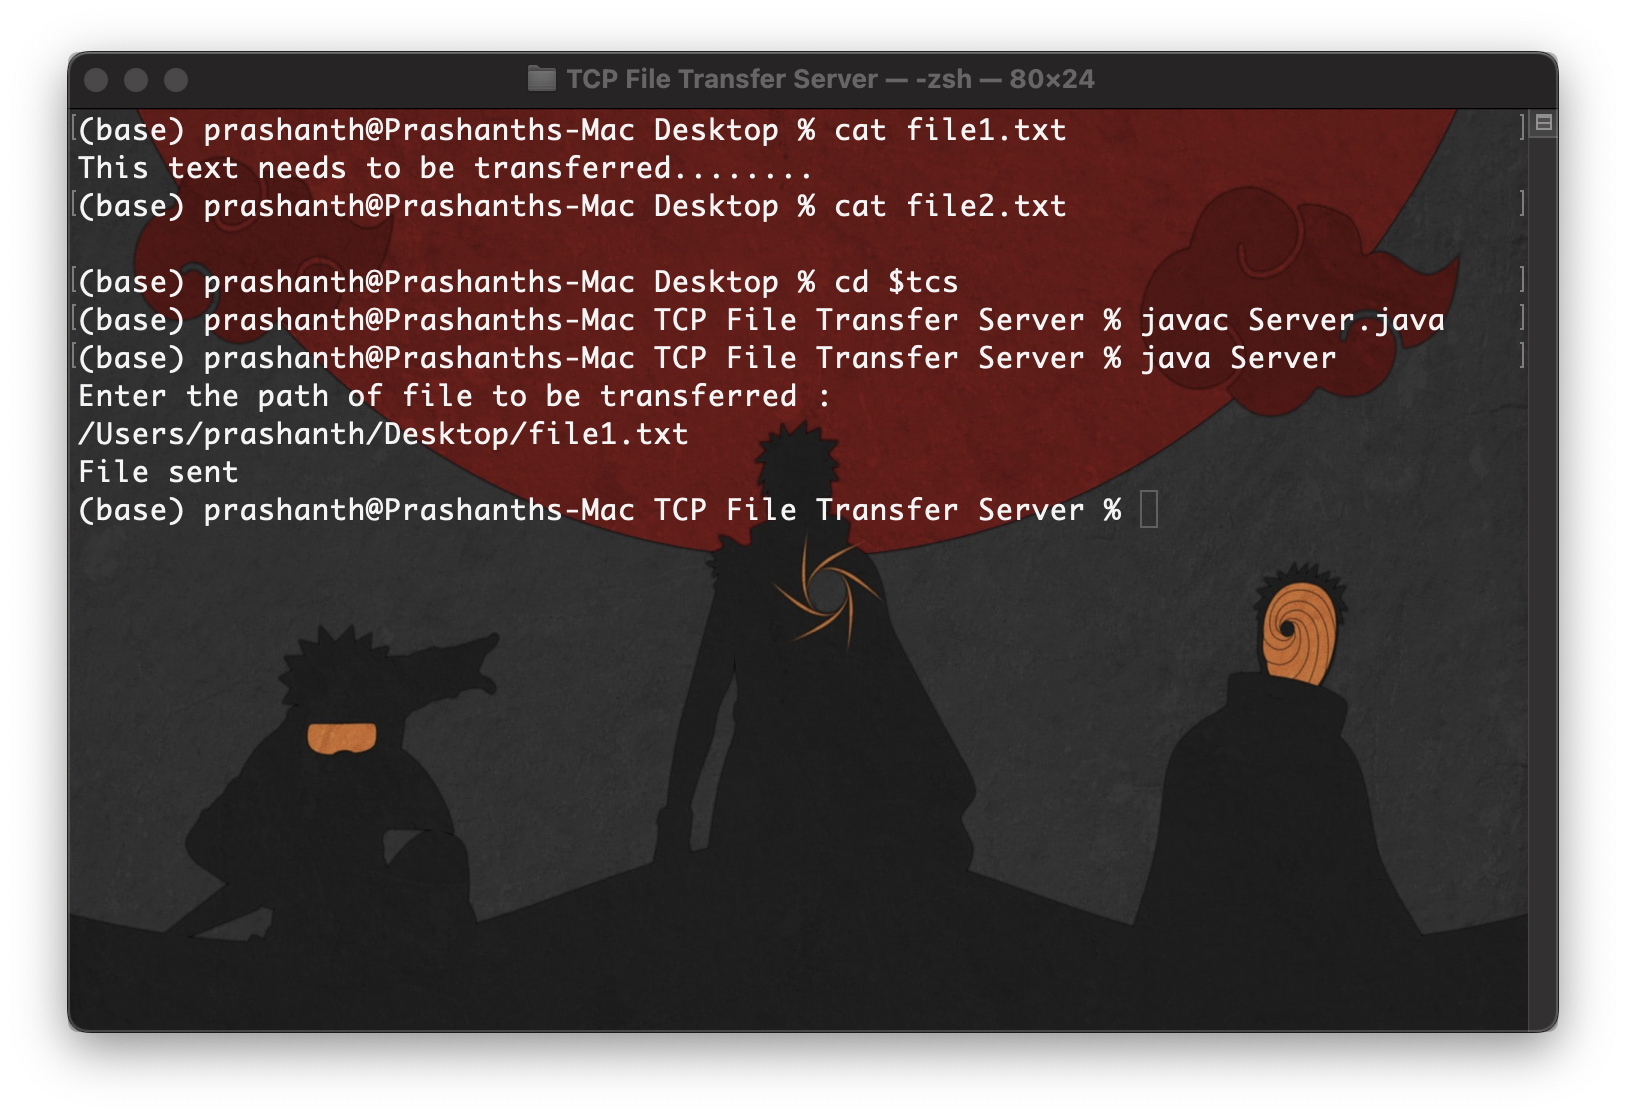 TCP File Transfer Server — -zsh — 80×24
(base) prashanth@Prashanths-Mac Desktop % cat file1.txt
This text needs to be transferred........
(base) prashanth@Prashanths-Mac Desktop % cat file2.txt
(base) prashanth@Prashanths-Mac Desktop % cd $tcs
(base) prashanth@Prashanths-Mac TCP File Transfer Server % javac Server.java
(base) prashanth@Prashanths-Mac TCP File Transfer Server % java Server
Enter the path of file to be transferred :
/Users/prashanth/Desktop/file1.txt
File sent
(base) prashanth@Prashanths-Mac TCP File Transfer Server %